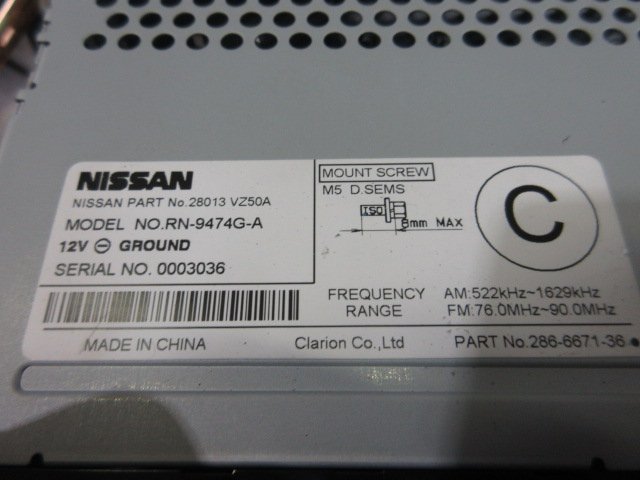 NISSAN
NISSAN PART No.28013 VZ50A
MODEL NO.RN-9474G-A
12V ⊖ GROUND
SERIAL NO. 0003036
MOUNT SCREW
M5 D.SEMS
ISO
8mm MAX
C
FREQUENCY RANGE
AM:522kHz~1629kHz
FM:76.0MHz~90.0MHz
MADE IN CHINA
Clarion Co.,Ltd
PART No.286-6671-36